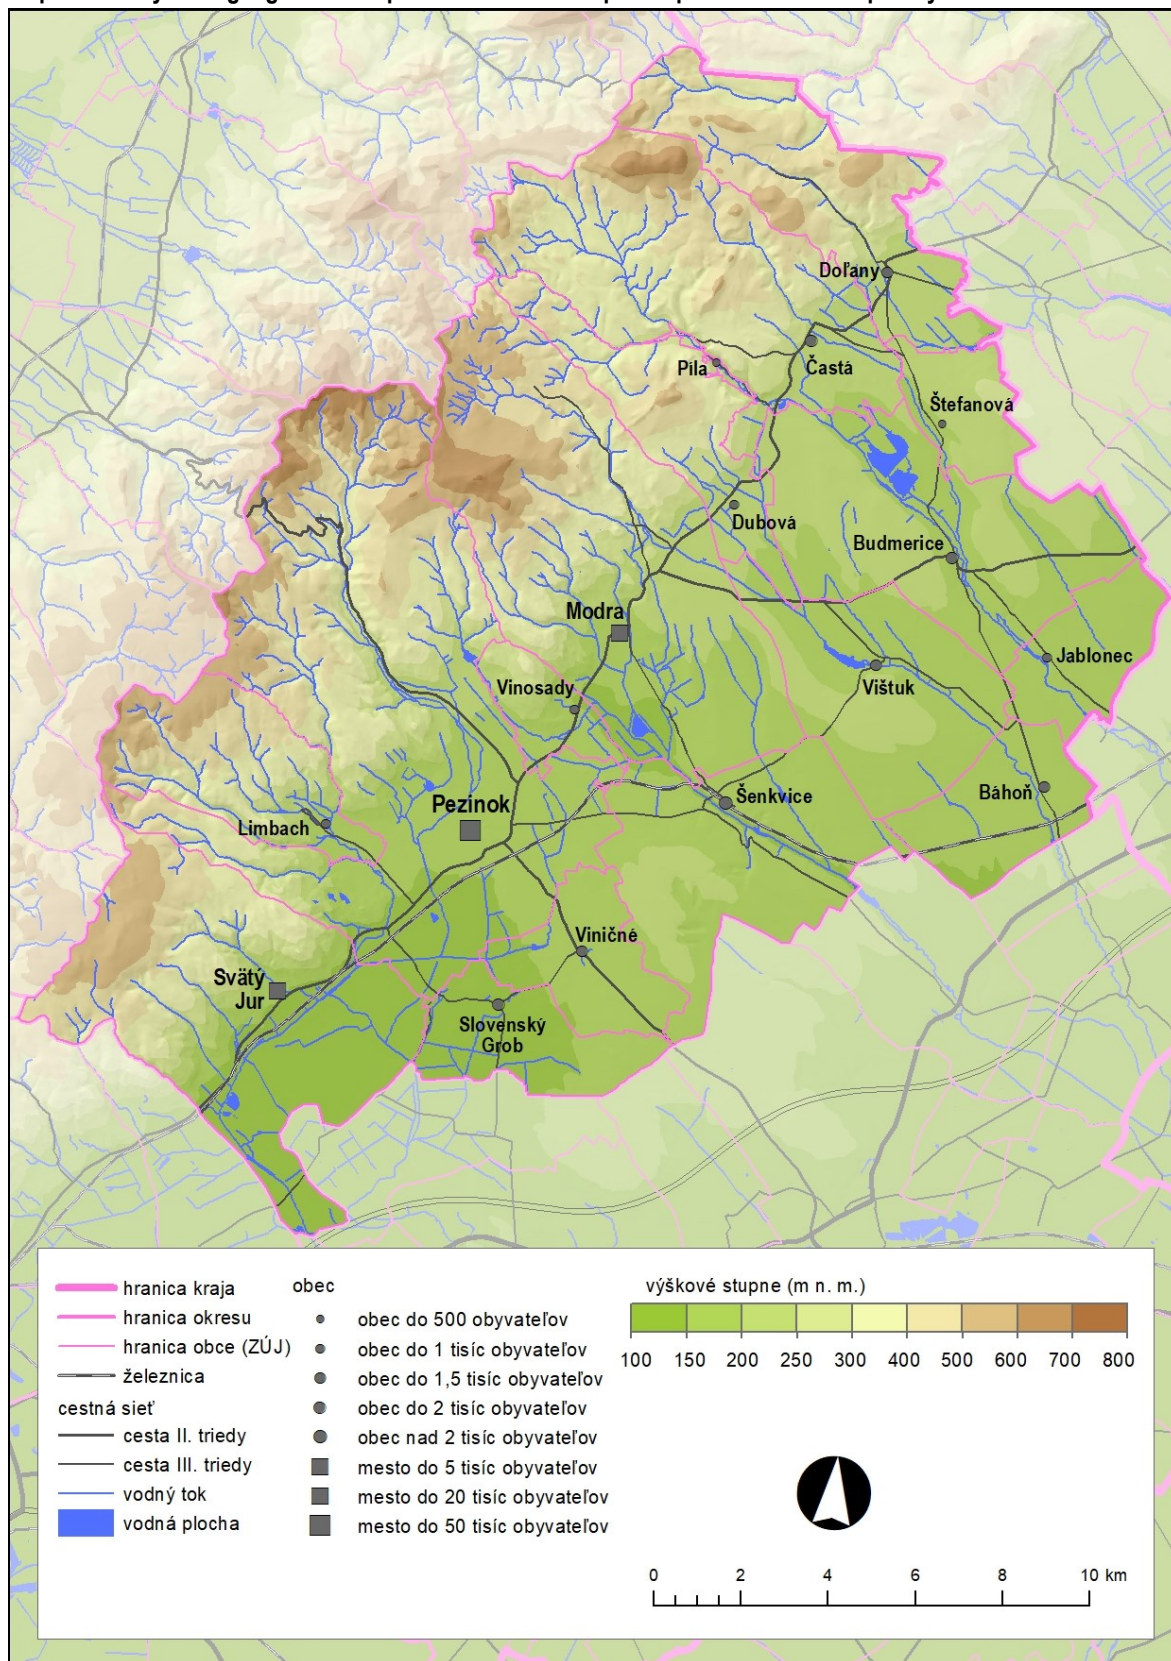 Doľany
Častá
Píla
Štefanová
Dubová
Budmerice
Modra
Jablonec
Vinosady
Vištuk
Pezinok
Šenkvice
Báhoň
Limbach
Viničné
Svätý
Jur
Slovenský
Grob
hranica kraja
hranica okresu
hranica obce (ZÚJ)
železnica
cestná sieť
cesta II. triedy
cesta III. triedy
vodný tok
vodná plocha
obec
obec do 500 obyvateľov
obec do 1 tisíc obyvateľov
obec do 1,5 tisíc obyvateľov
obec do 2 tisíc obyvateľov
obec nad 2 tisíc obyvateľov
mesto do 5 tisíc obyvateľov
mesto do 20 tisíc obyvateľov
mesto do 50 tisíc obyvateľov
výškové stupne (m n. m.)
100 150 200 250 300 400 500 600 700 800
0 2 4 6 8 10 km